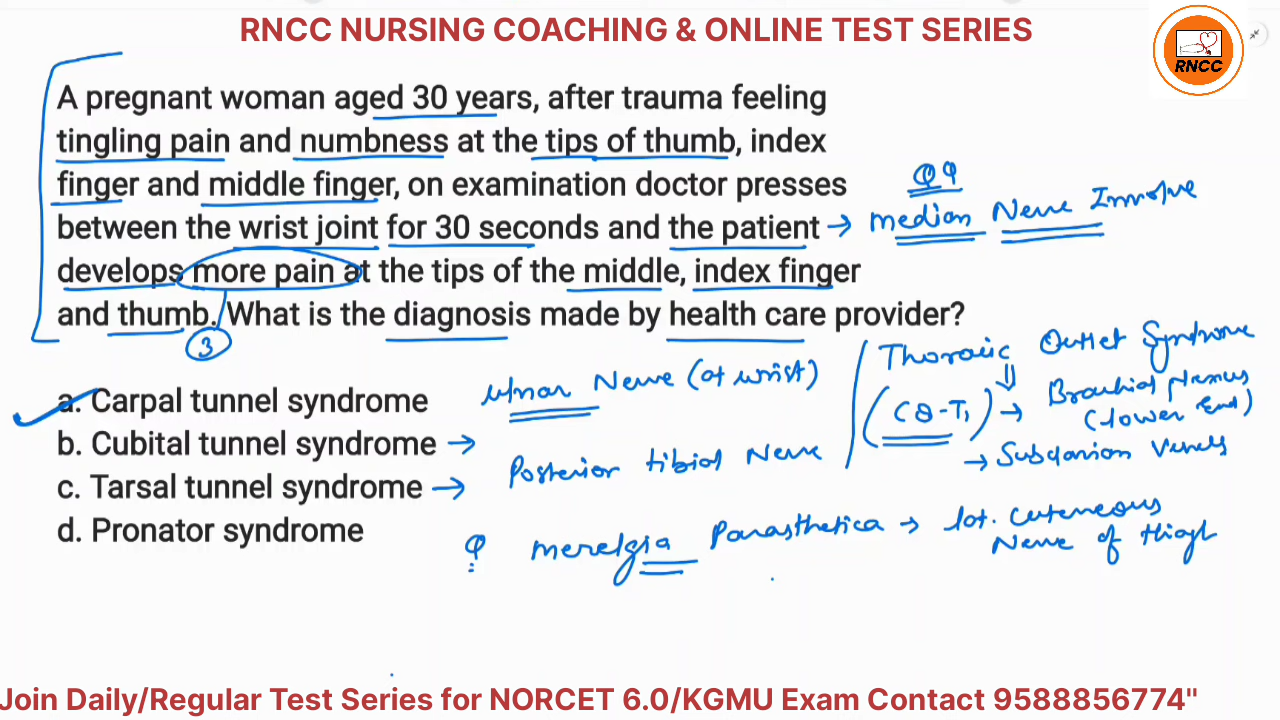 RNCC NURSING COACHING & ONLINE TEST SERIES
RNCC
A pregnant woman aged 30 years, after trauma feeling
tingling pain and numbness at the tips of thumb, index
finger and middle finger, on examination doctor presses
between the wrist joint for 30 seconds and the patient
develops more pain at the tips of the middle, index finger
and thumb. What is the diagnosis made by health care provider?
→ median Nerve Involve
3
a. Carpal tunnel syndrome
b. Cubital tunnel syndrome →
c. Tarsal tunnel syndrome →
d. Pronator syndrome
ulnar Nerve (at wrist)
Posterior tibial Nerve
Thoracic Outlet Syndrome
(C8-T1) → Brachial Plexus
(lower End)
→ Subclavian Vessels
Paraesthetica → lat. cuteneous
Nerve of thigh
Join Daily/Regular Test Series for NORCET 6.0/KGMU Exam Contact 9588856774"